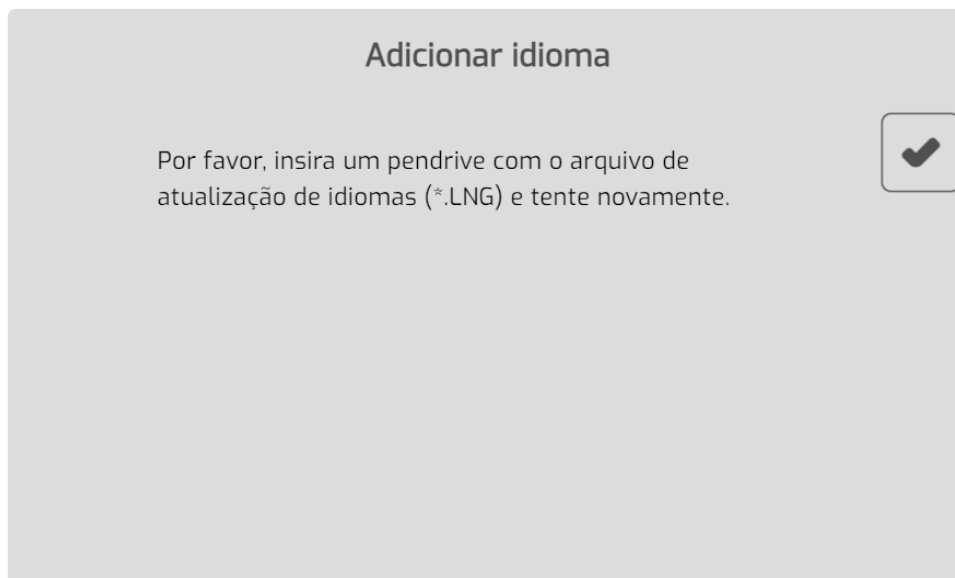 Adicionar idioma
Por favor, insira um pendrive com o arquivo de
atualização de idiomas (*.LNG) e tente novamente.